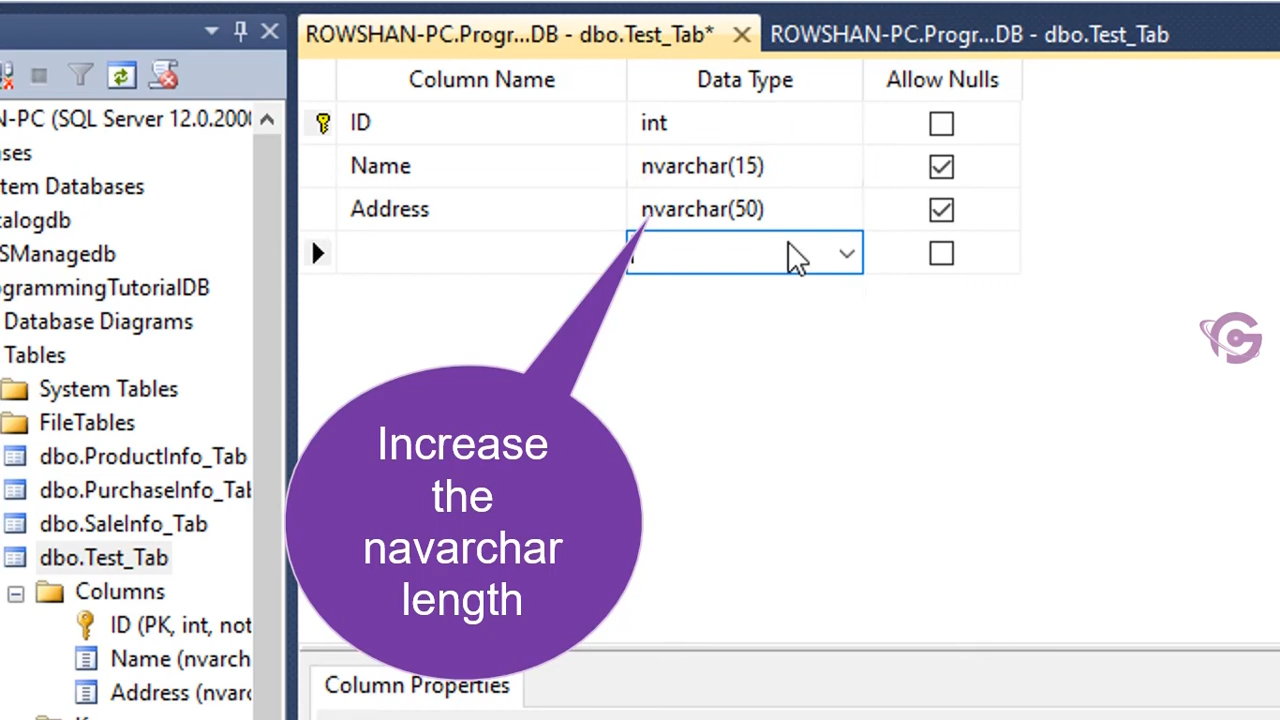 ROWSHAN-PC.Progr...DB - dbo.Test_Tab*
ROWSHAN-PC.Progr...DB - dbo.Test_Tab
Column Name Data Type Allow Nulls
ID int
Name nvarchar(15)
Address nvarchar(50)
N-PC (SQL Server 12.0.2000
ases
tem Databases
atalogdb
SManagedb
ogrammingTutorialDB
Database Diagrams
Tables
System Tables
FileTables
dbo.ProductInfo_Tab
dbo.PurchaseInfo_Tab
dbo.SaleInfo_Tab
dbo.Test_Tab
Columns
ID (PK, int, not
Name (nvarch
Address (nvarc
Increase
the
navarchar
length
Column Properties